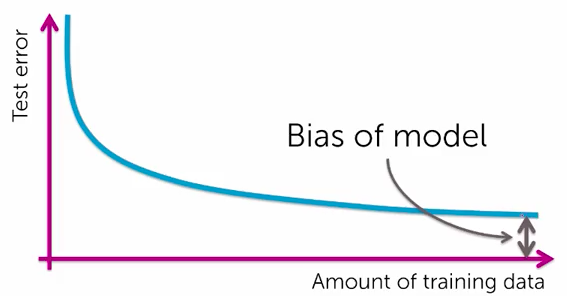 Test error
Bias of model
Amount of training data